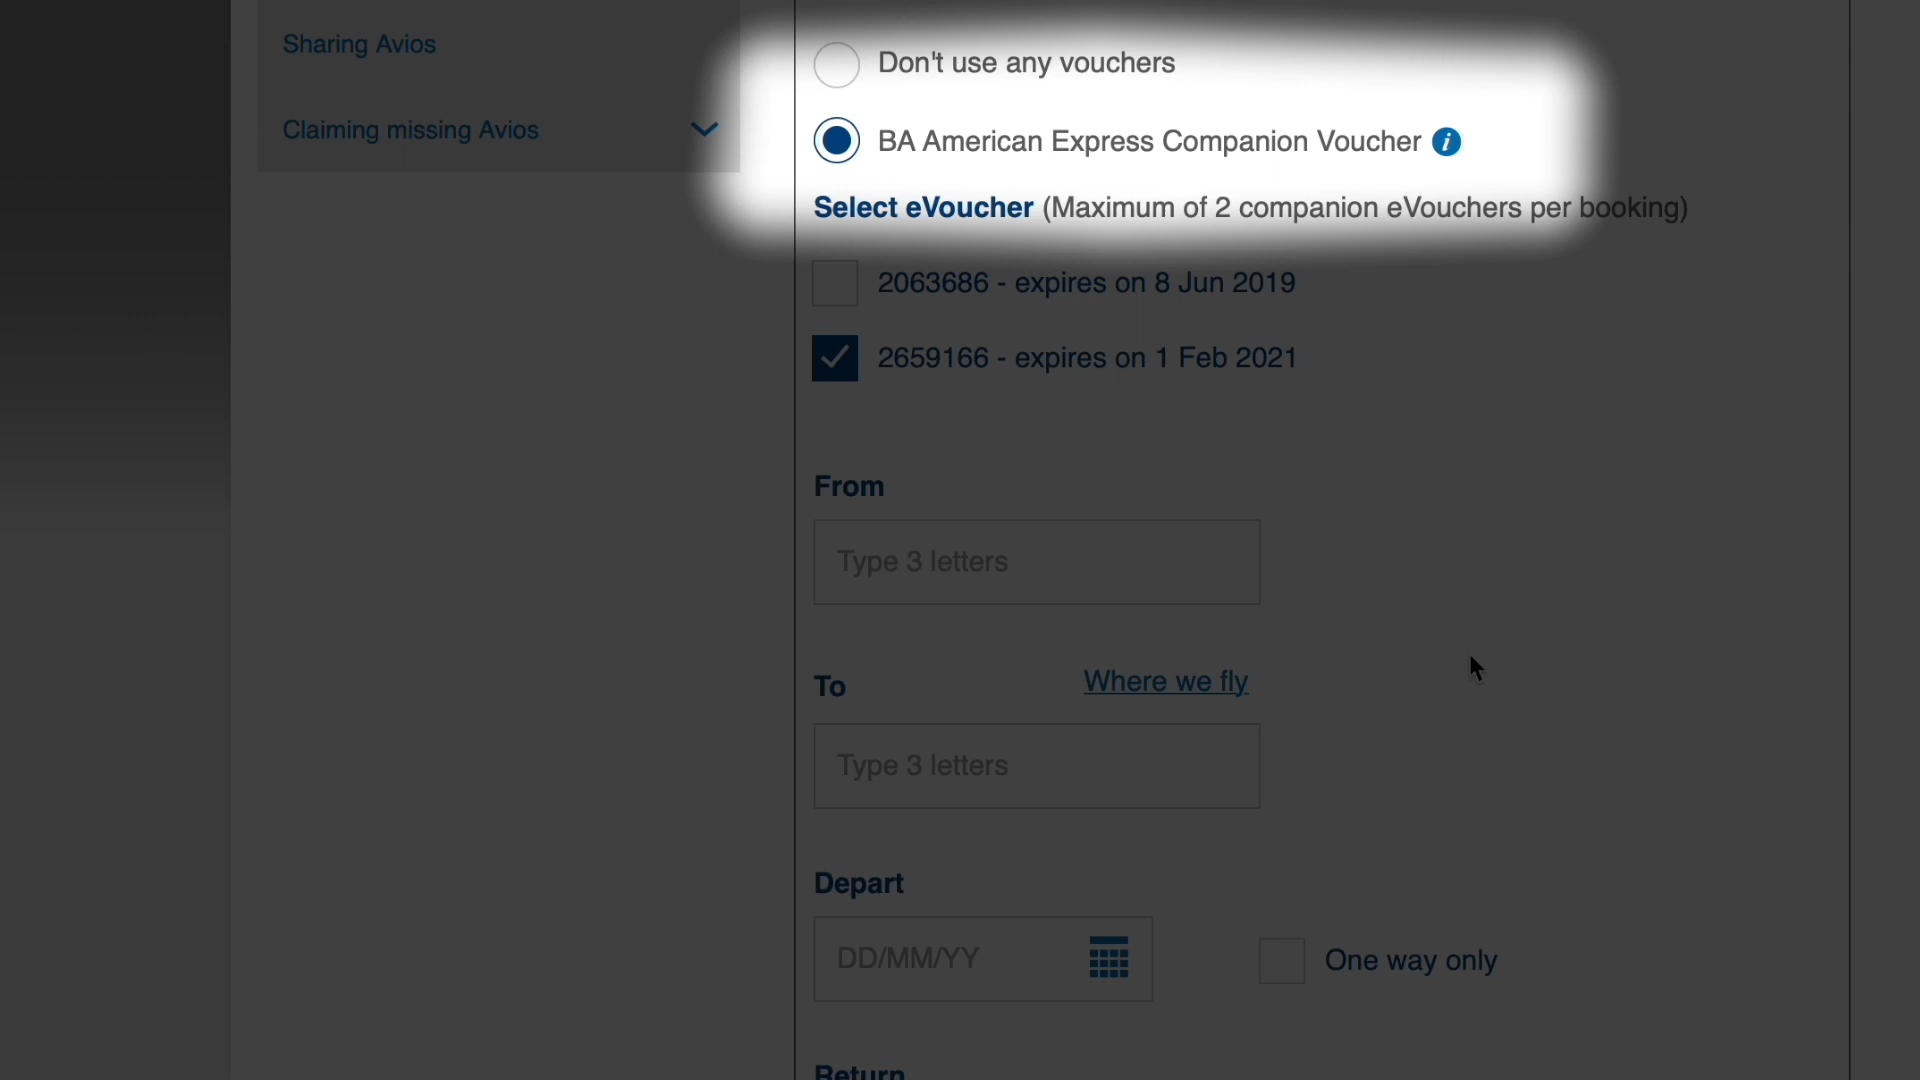 Sharing Avios
Claiming missing Avios
Don't use any vouchers
BA American Express Companion Voucher i
Select eVoucher (Maximum of 2 companion eVouchers per booking)
2063686 - expires on 8 Jun 2019
2659166 - expires on 1 Feb 2021
From
Type 3 letters
To
Where we fly
Type 3 letters
Depart
DD/MM/YY
One way only
Return